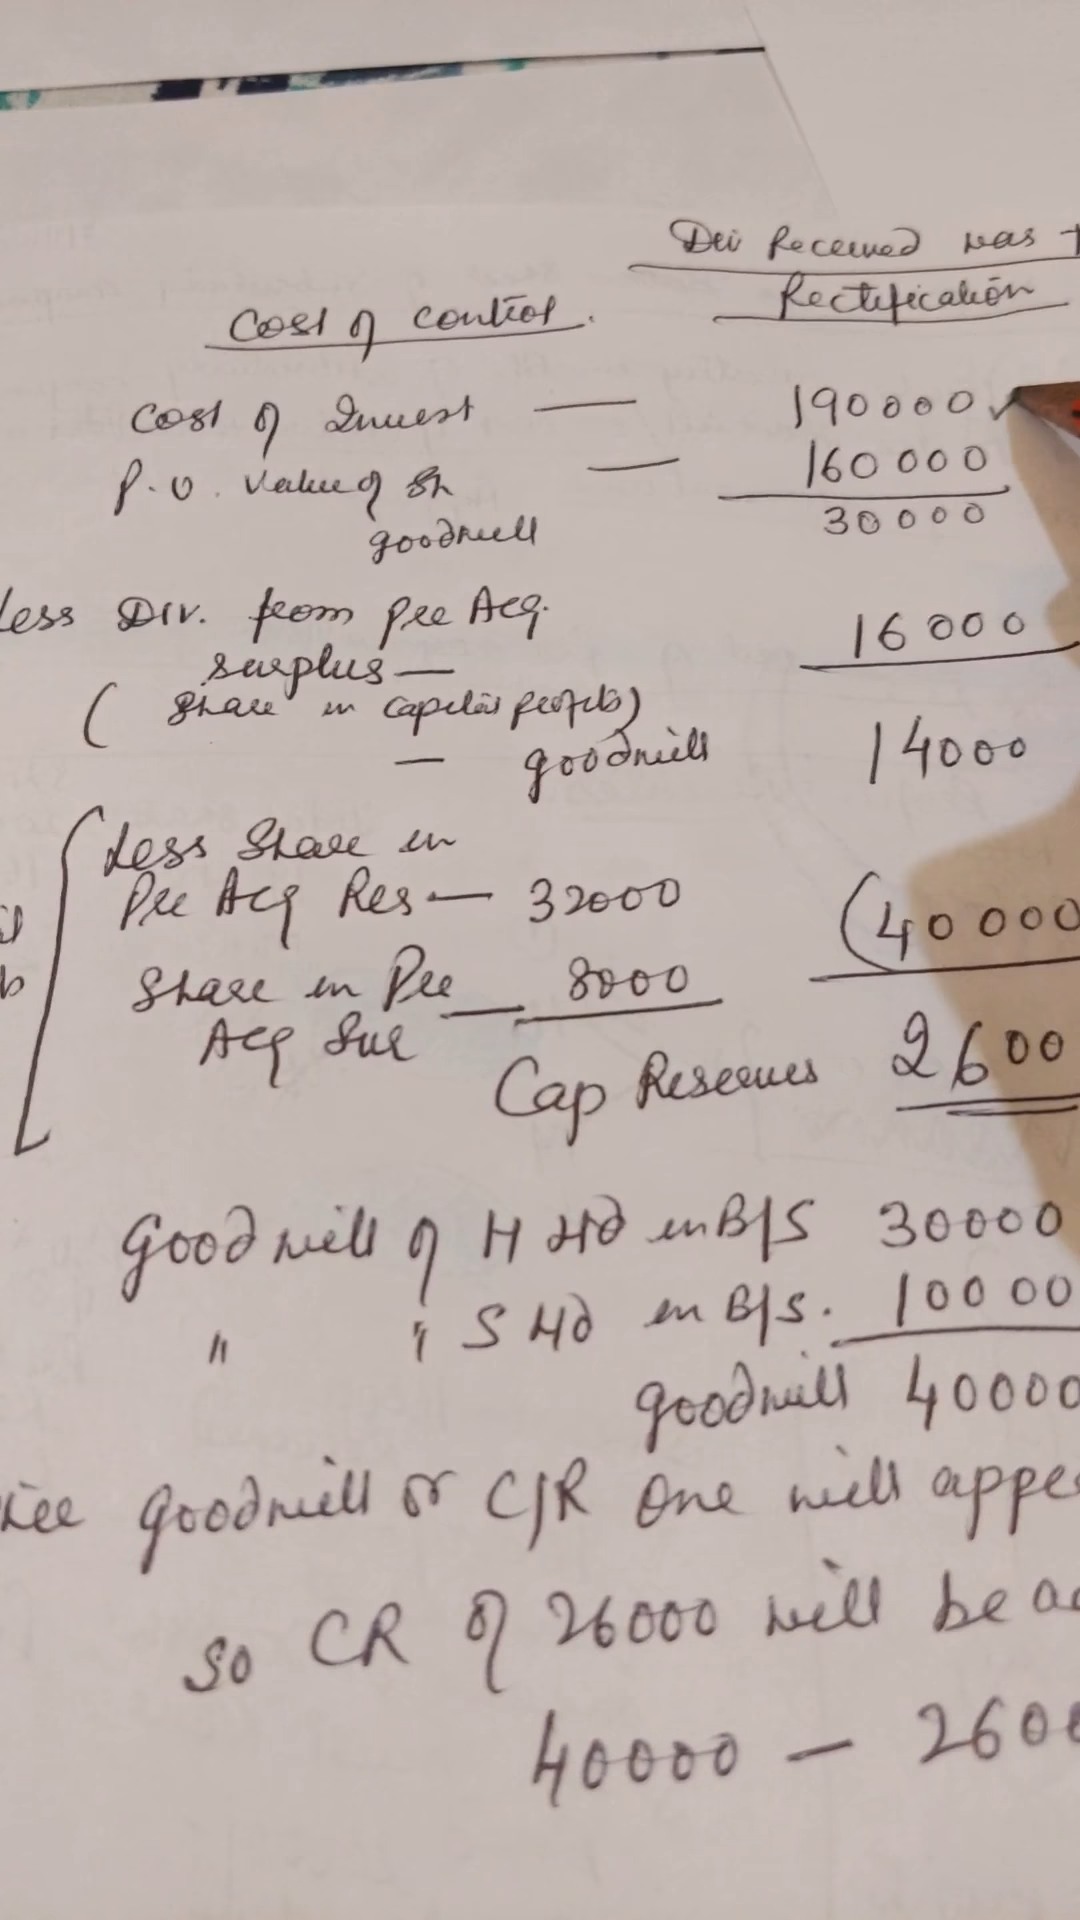 Div Received was
Rectification
Cost of control.
Cost of Invest — 190000
P.U. Value of Sh — 160000
goodwill 30000
Less Div. from Pre Acq.
surplus — 16000
(Share in capital profits)
— goodwill 14000
Less Share in
Pre Acq Res — 32000 (40000
Share in Pre — 8000
Acq Sur
Cap Reserves 2600
Goodwill of H Ltd in B/S 30000
" " S Ltd in B/S. 10000
goodwill 40000
goodwill or C/R One will appe
So CR of 26000 will be
40000 — 2600